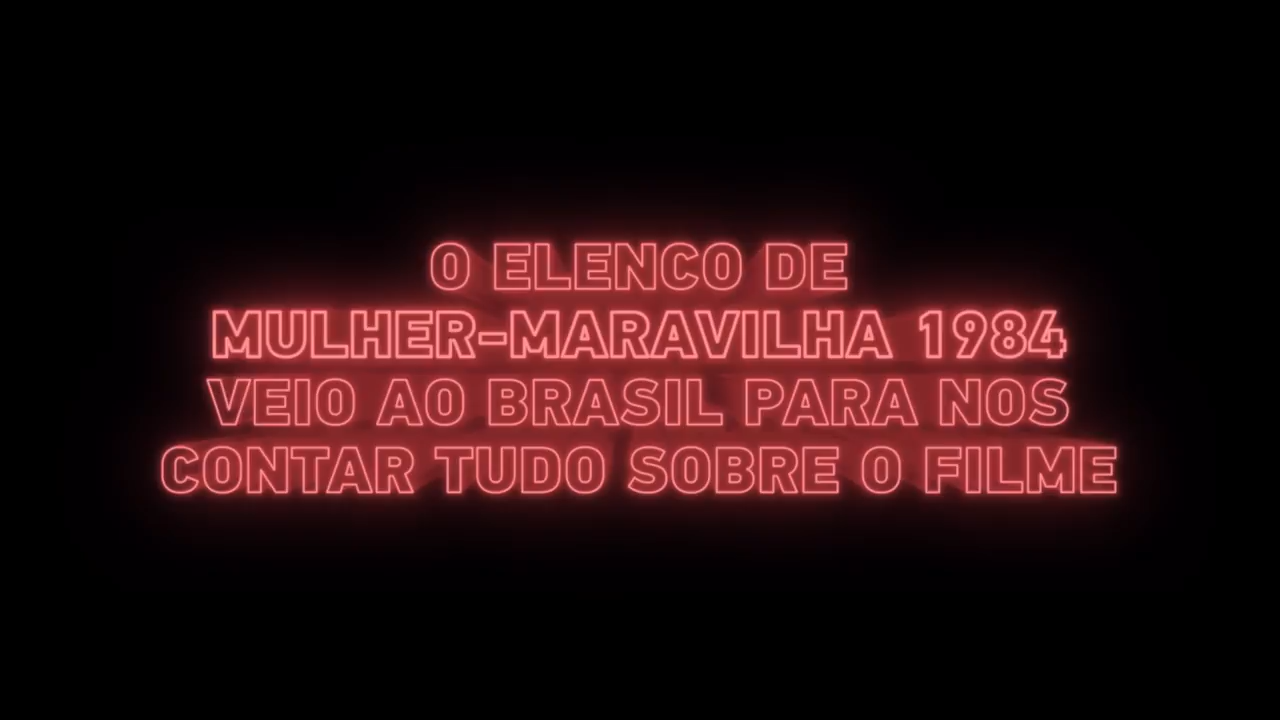 O ELENCO DE
MULHER-MARAVILHA 1984
VEIO AO BRASIL PARA NOS
CONTAR TUDO SOBRE O FILME